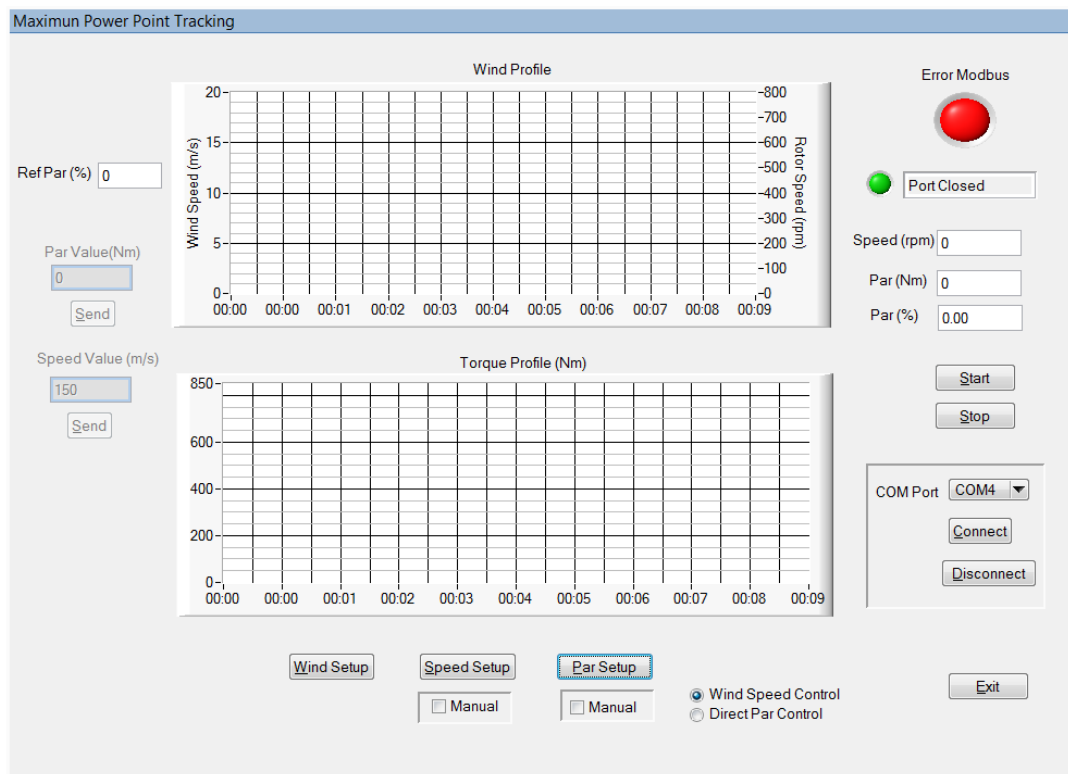 Maximun Power Point Tracking
Wind Profile
Error Modbus
Ref Par (%) 0
Wind Speed (m/s)
20
15
10
5
0
800
700
600
500
400
300
200
100
0
Rotor Speed (rpm)
00:00 00:00 00:01 00:02 00:03 00:04 00:05 00:06 00:07 00:08 00:09
Port Closed
Par Value(Nm)
0
Send
Speed Value (m/s)
150
Send
Speed (rpm) 0
Par (Nm) 0
Par (%) 0.00
Torque Profile (Nm)
850
600
400
200
0
00:00 00:00 00:01 00:02 00:03 00:04 00:05 00:06 00:07 00:08 00:09
Start
Stop
COM Port COM4
Connect
Disconnect
Wind Setup Speed Setup Par Setup
Manual Manual
Wind Speed Control
Direct Par Control
Exit